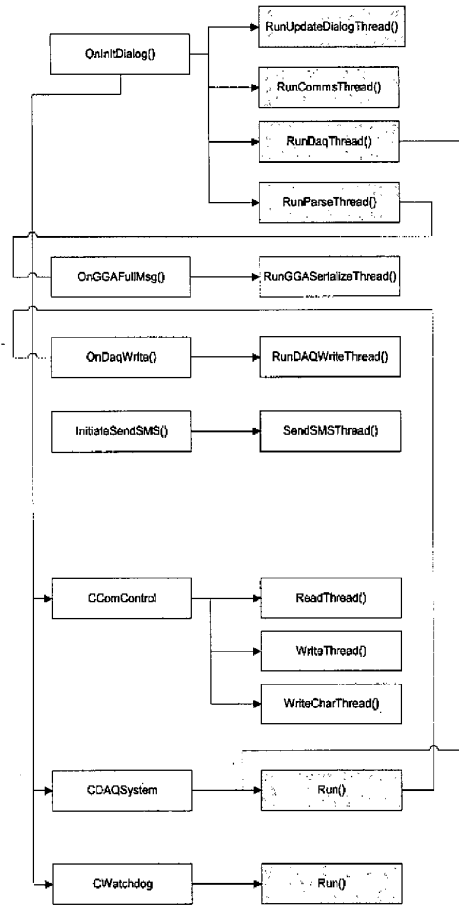 OnInitDialog()
RunUpdateDialogThread()
RunCommsThread()
RunDaqThread()
RunParseThread()
OnGGAFullMsg()
RunGGASerializeThread()
OnDaqWrite()
RunDAQWriteThread()
InitiateSendSMS()
SendSMSThread()
CComControl
ReadThread()
WriteThread()
WriteCharThread()
CDAQSystem
Run()
CWatchdog
Run()